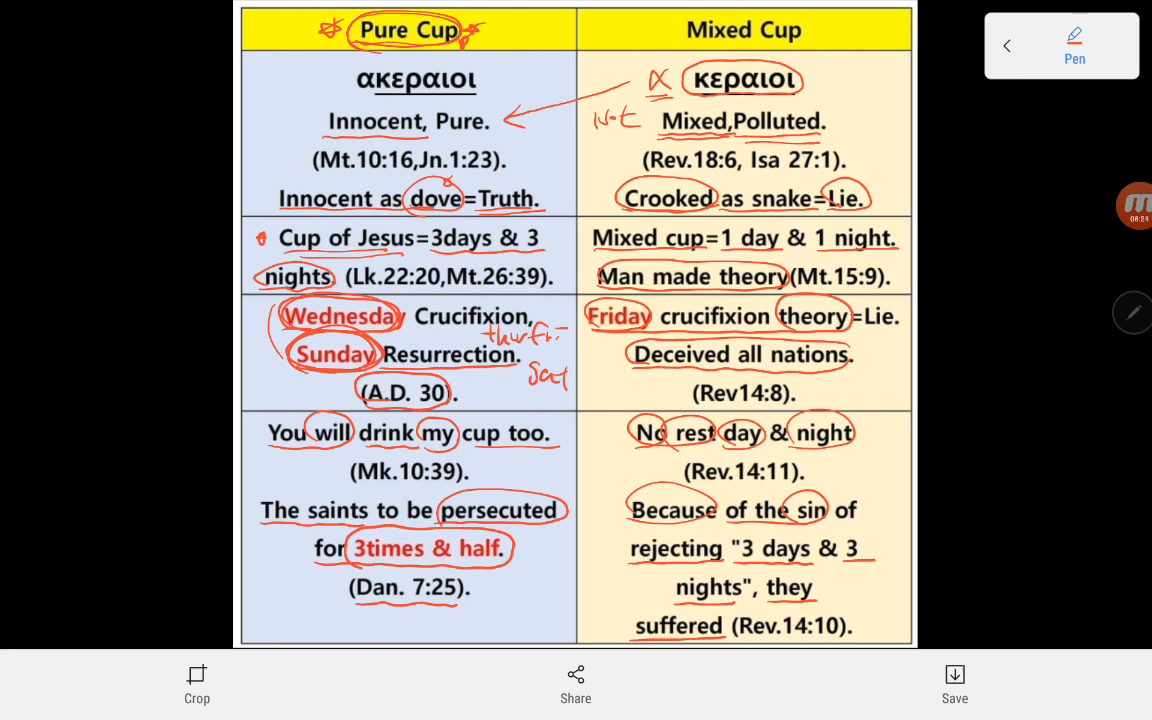 Pure Cup
Mixed Cup
ακεραιοι
Innocent, Pure.
(Mt.10:16,Jn.1:23).
Innocent as dove=Truth.
α
κεραιοι
Not
Mixed,Polluted.
(Rev.18:6, Isa 27:1).
Crooked as snake=Lie.
Cup of Jesus=3days & 3
nights (Lk.22:20,Mt.26:39).
Mixed cup=1 day & 1 night.
Man made theory(Mt.15:9).
Wednesday Crucifixion,
Sunday Resurrection.
(A.D. 30).
Sat
Friday crucifixion theory=Lie.
Deceived all nations.
(Rev14:8).
You will drink my cup too.
(Mk.10:39).
The saints to be persecuted
for 3times & half.
(Dan. 7:25).
No rest day & night
(Rev.14:11).
Because of the sin of
rejecting "3 days & 3
nights", they
suffered (Rev.14:10).
Pen
08:24
Crop
Share
Save